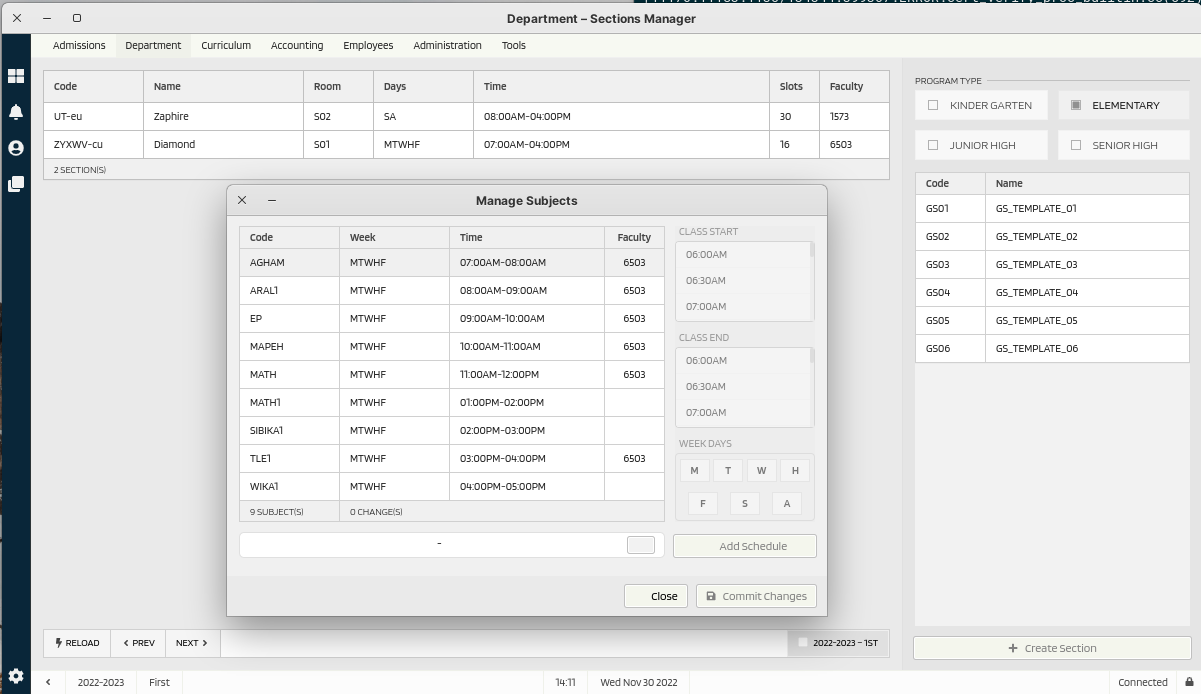 Department – Sections Manager
Admissions Department Curriculum Accounting Employees Administration Tools
Code Name Room Days Time Slots Faculty
UT-eu Zaphire S02 SA 08:00AM-04:00PM 30 1573
ZYXWV-cu Diamond S01 MTWHF 07:00AM-04:00PM 16 6503
2 SECTION(S)
PROGRAM TYPE
KINDER GARTEN ELEMENTARY
JUNIOR HIGH SENIOR HIGH
Code Name
GS01 GS_TEMPLATE_01
GS02 GS_TEMPLATE_02
GS03 GS_TEMPLATE_03
GS04 GS_TEMPLATE_04
GS05 GS_TEMPLATE_05
GS06 GS_TEMPLATE_06
Create Section
Manage Subjects
Code Week Time Faculty
AGHAM MTWHF 07:00AM-08:00AM 6503
ARAL1 MTWHF 08:00AM-09:00AM 6503
EP MTWHF 09:00AM-10:00AM 6503
MAPEH MTWHF 10:00AM-11:00AM 6503
MATH MTWHF 11:00AM-12:00PM 6503
MATH1 MTWHF 01:00PM-02:00PM
SIBIKA1 MTWHF 02:00PM-03:00PM
TLE1 MTWHF 03:00PM-04:00PM 6503
WIKA1 MTWHF 04:00PM-05:00PM
9 SUBJECT(S) 0 CHANGE(S)
-
CLASS START
06:00AM
06:30AM
07:00AM
CLASS END
06:00AM
06:30AM
07:00AM
WEEK DAYS
M T W H
F S A
Add Schedule
Close Commit Changes
RELOAD PREV NEXT 2022-2023 – 1ST
2022-2023 First 14:11 Wed Nov 30 2022 Connected